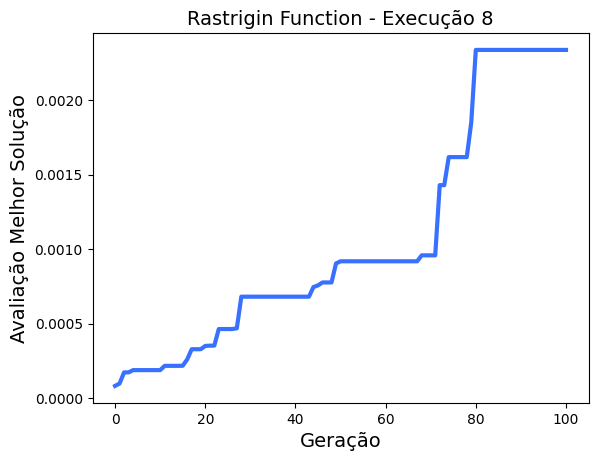 Rastrigin Function - Execução 8
Avaliação Melhor Solução
0.0020
0.0015
0.0010
0.0005
0.0000
0 20 40 60 80 100
Geração